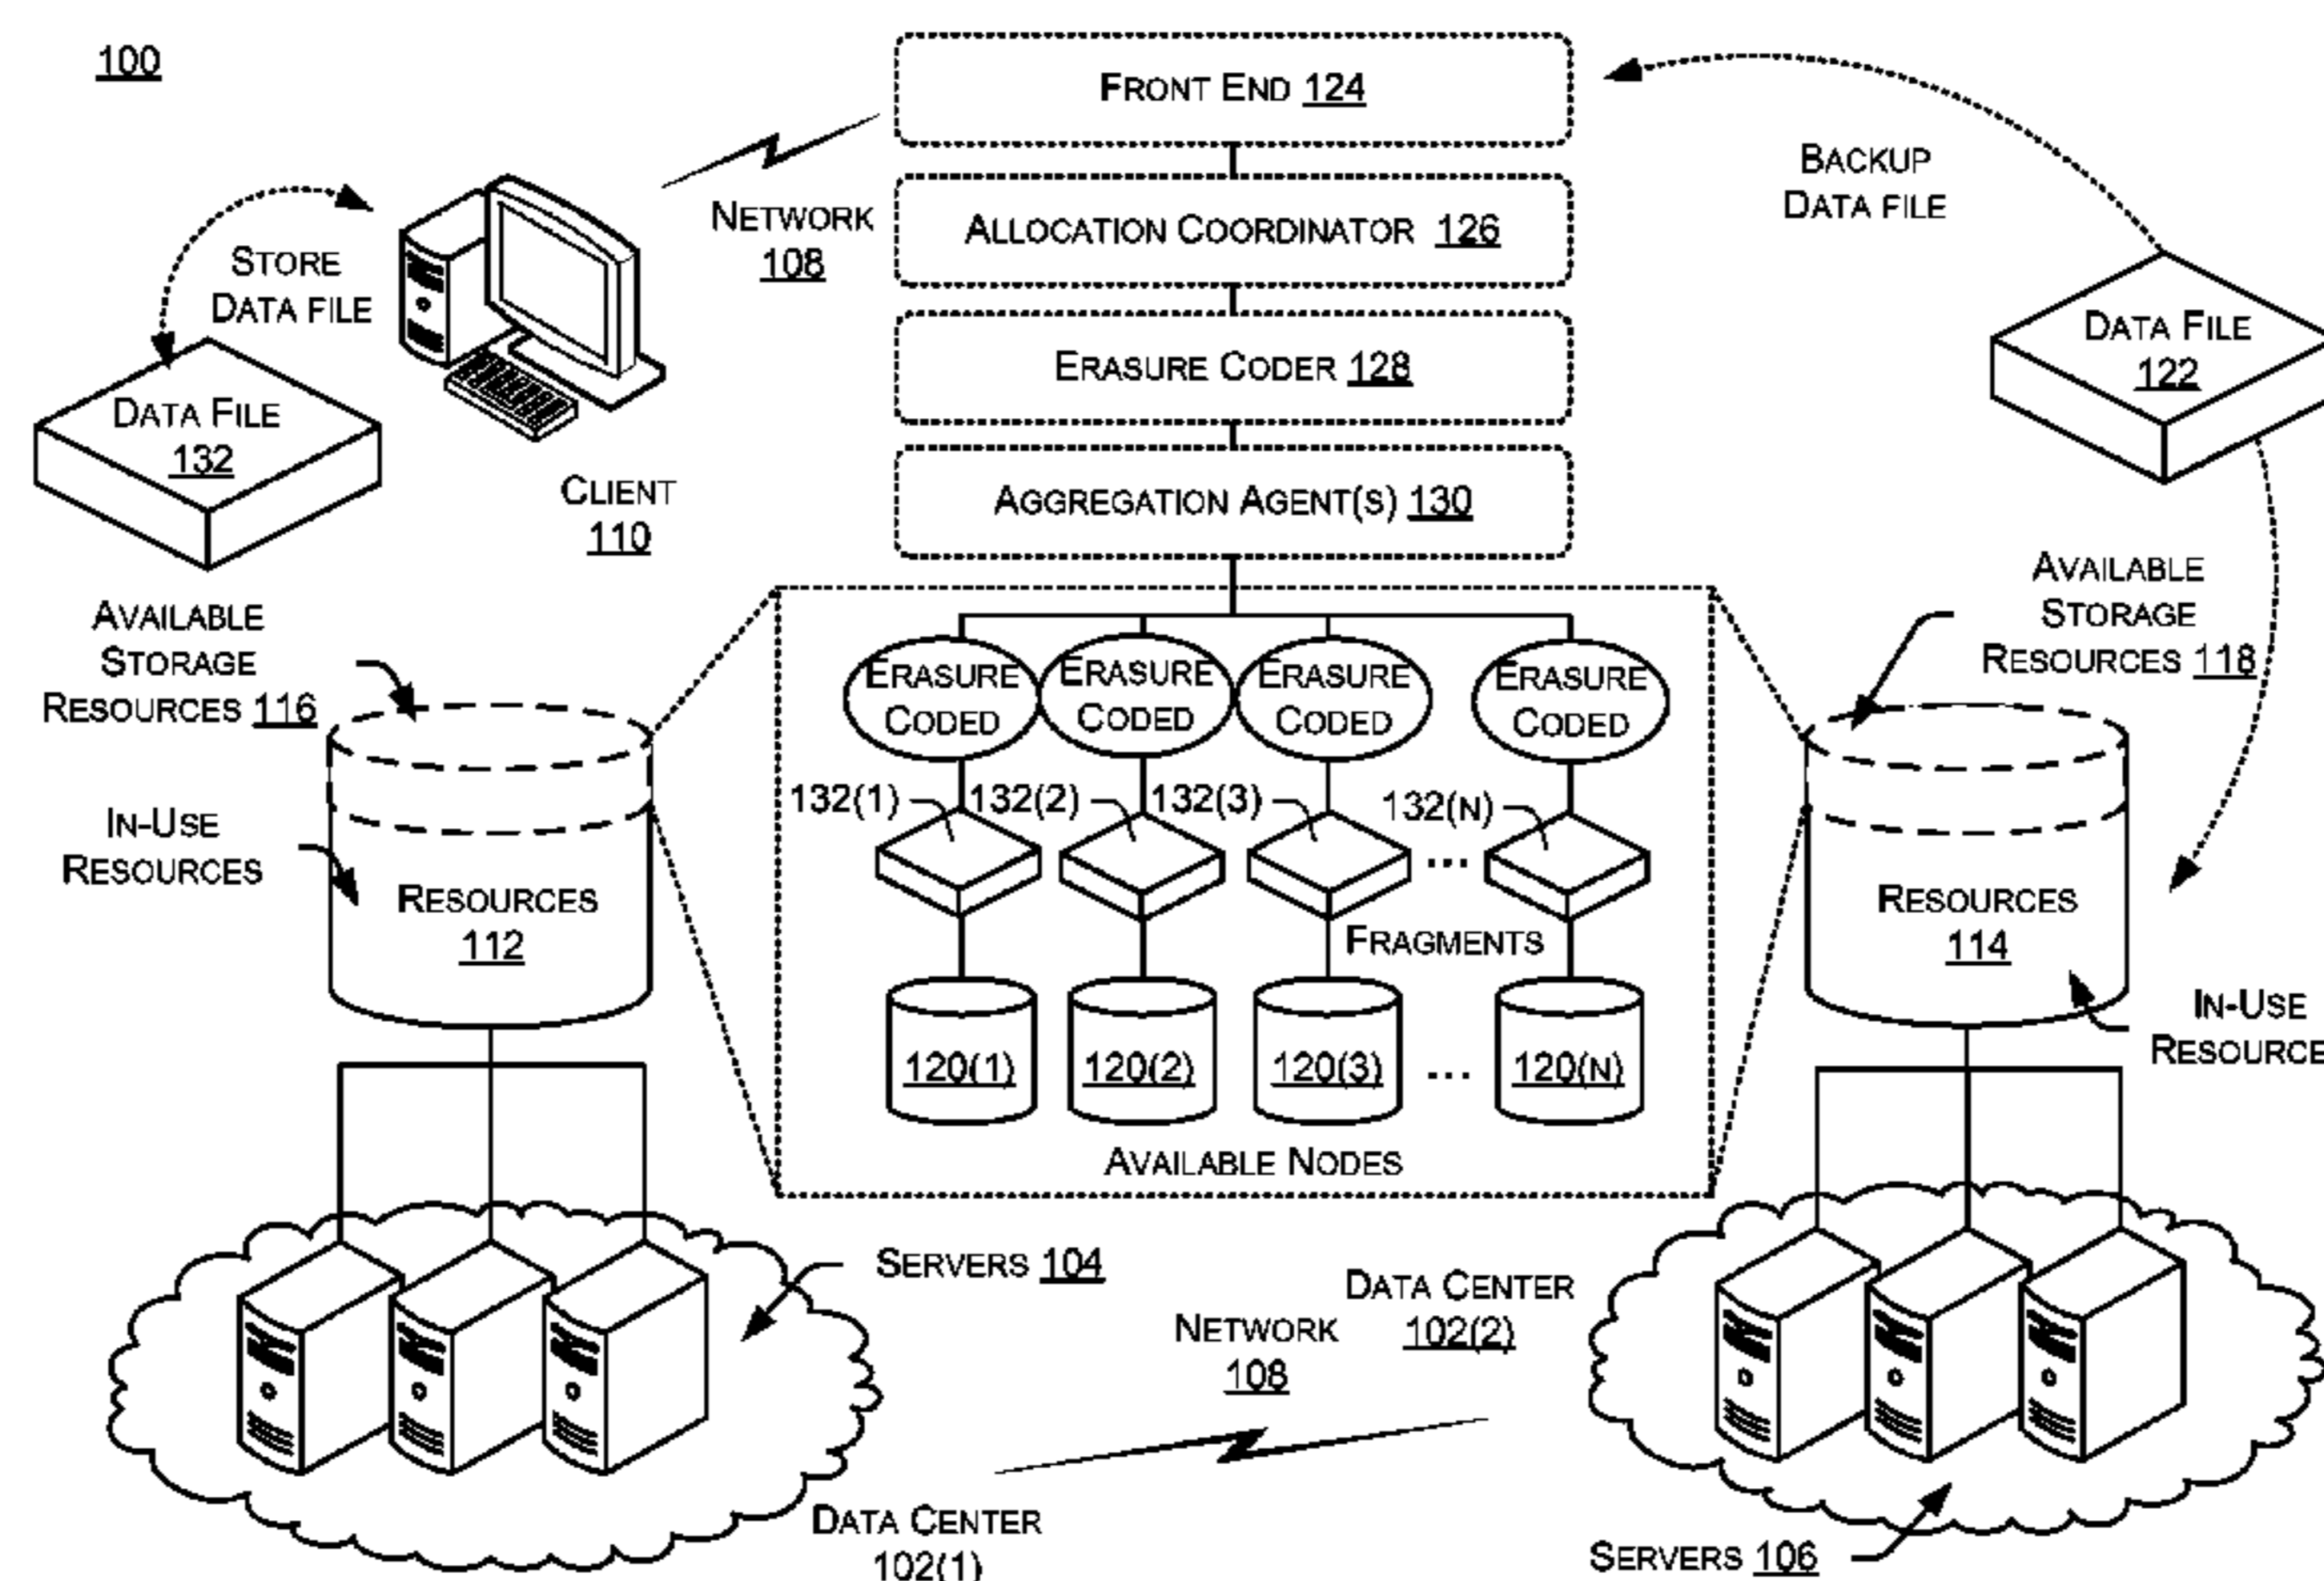 100
FRONT END 124
BACKUP
DATA FILE
NETWORK
108
ALLOCATION COORDINATOR 126
STORE
DATA FILE
ERASURE CODER 128
DATA FILE
122
DATA FILE
132
CLIENT
110
AGGREGATION AGENT(S) 130
AVAILABLE
STORAGE
RESOURCES 116
AVAILABLE
STORAGE
RESOURCES 118
ERASURE
CODED
ERASURE
CODED
ERASURE
CODED
ERASURE
CODED
132(1)
132(2)
132(3)
132(N)
...
IN-USE
RESOURCES
RESOURCES
112
RESOURCES
114
FRAGMENTS
120(1)
120(2)
120(3)
...
120(N)
IN-USE
RESOURCE
AVAILABLE NODES
SERVERS 104
DATA CENTER
102(2)
NETWORK
108
DATA CENTER
102(1)
SERVERS 106